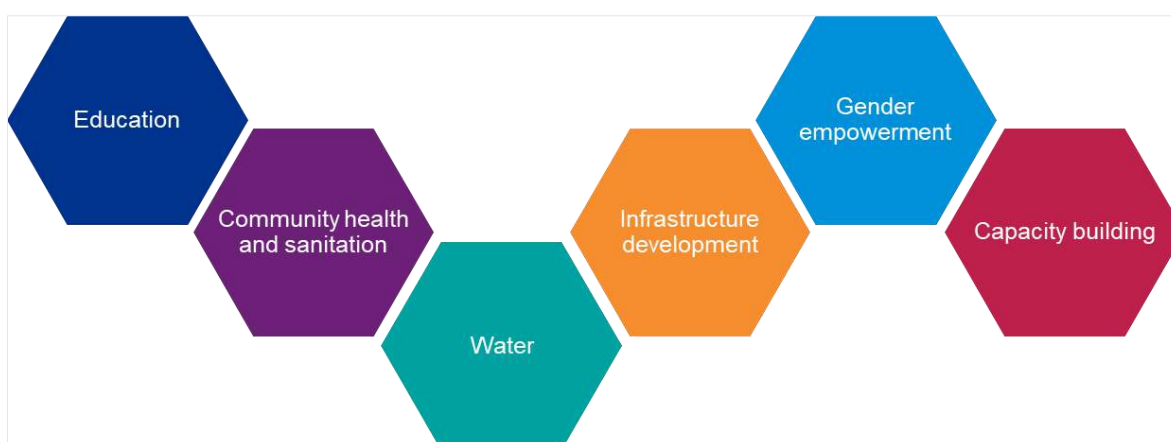 Education
Community health
and sanitation
Water
Infrastructure
development
Gender
empowerment
Capacity building